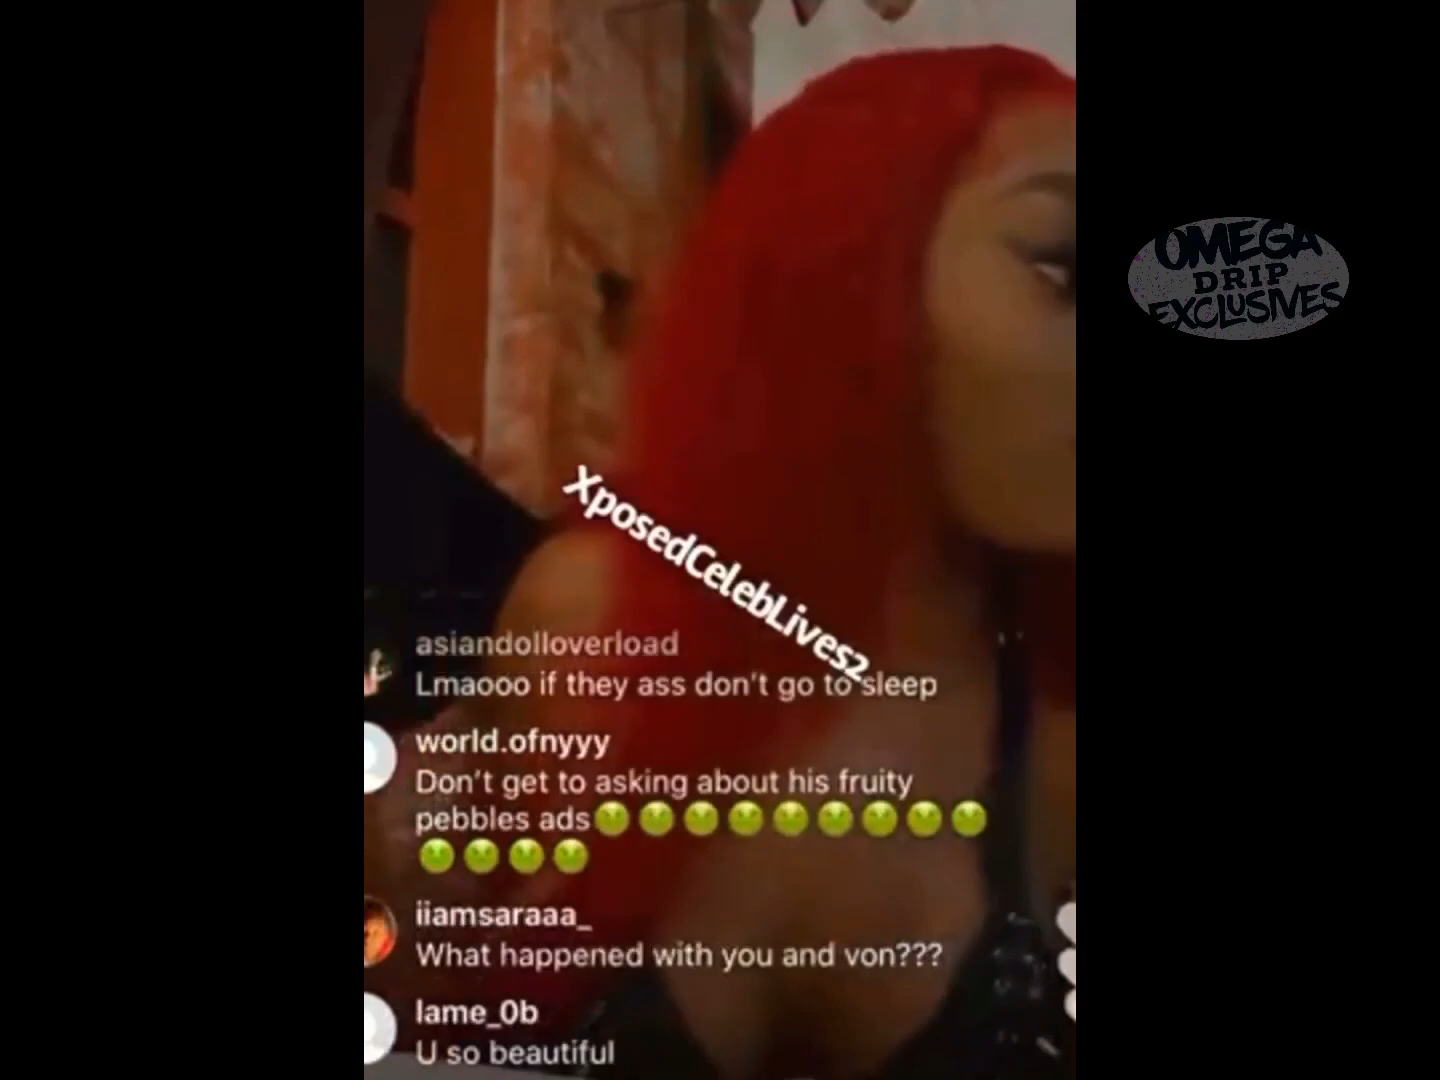 OMEGA
DRIP
EXCLUSIVES
XposedCelebLives2
asiandolloverload
Lmaooo if they ass don't go to sleep
world.ofnyyy
Don't get to asking about his fruity
pebbles ads🤢🤢🤢🤢🤢🤢🤢🤢🤢
🤢🤢🤢🤢
iiamsaraaa_
What happened with you and von???
lame_0b
U so beautiful